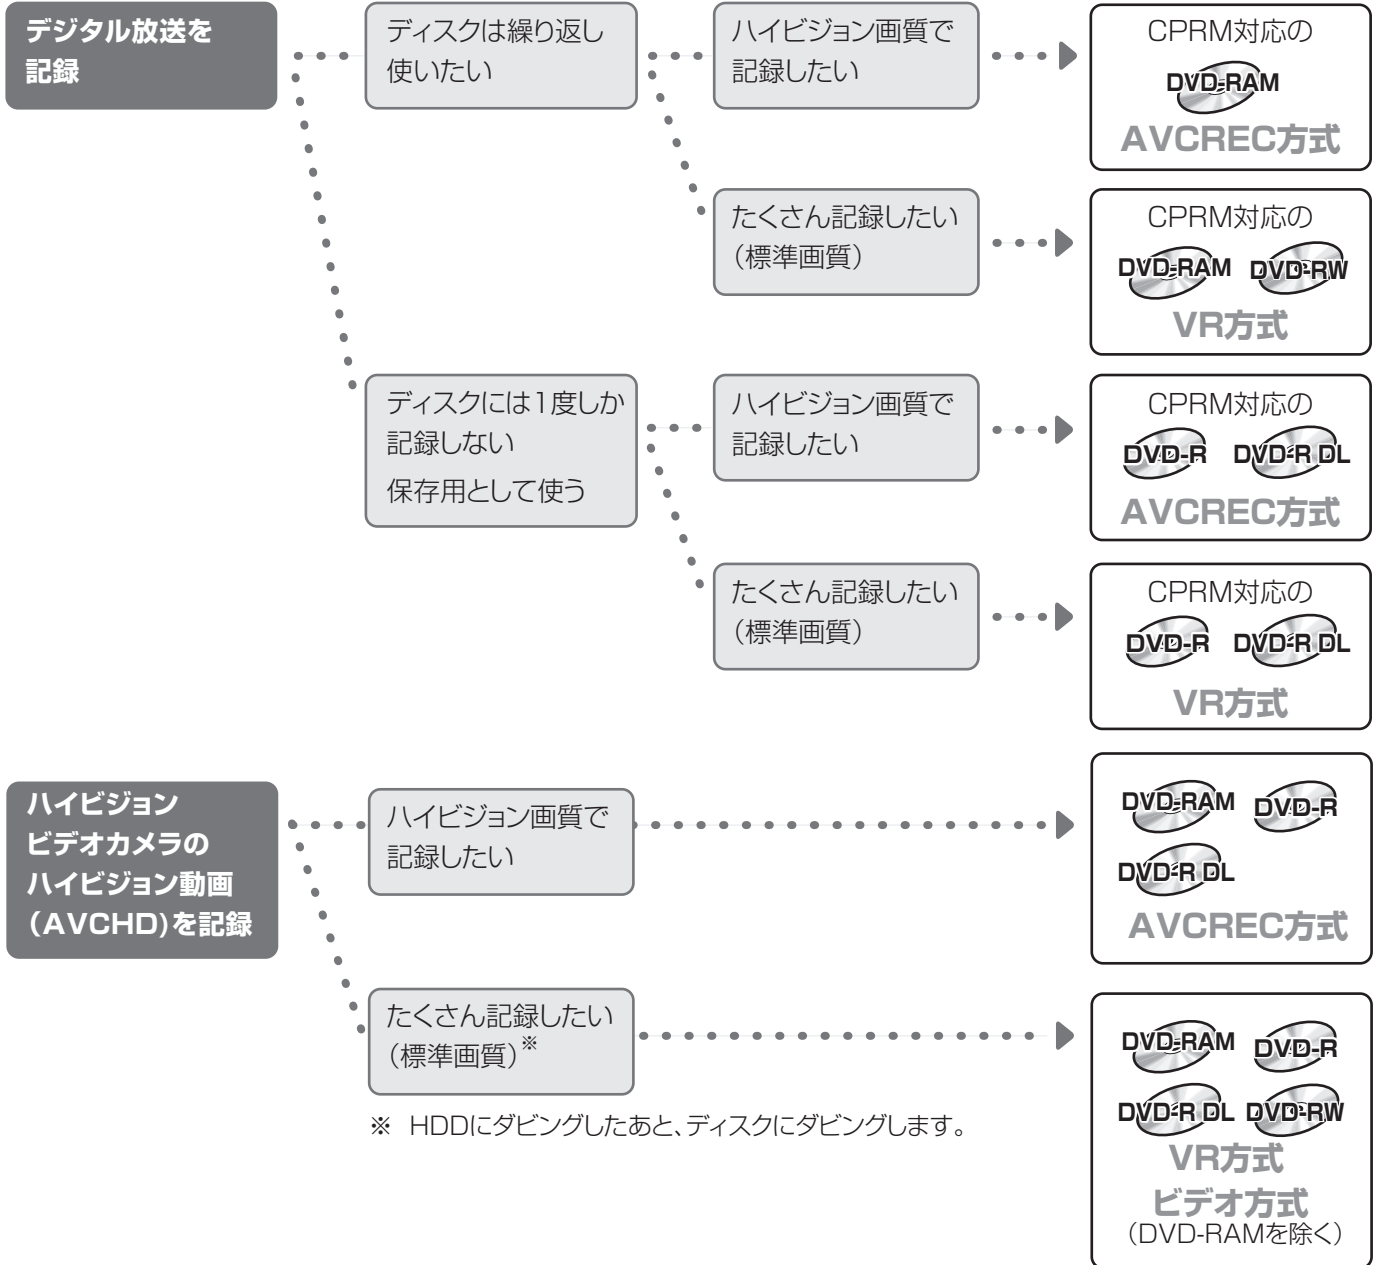 デジタル放送を
記録
ディスクは繰り返し
使いたい
ハイビジョン画質で
記録したい
CPRM対応の
DVD-RAM
AVCREC方式
たくさん記録したい
（標準画質）
CPRM対応の
DVD-RAM DVD-RW
VR方式
ディスクには1度しか
記録しない
保存用として使う
ハイビジョン画質で
記録したい
CPRM対応の
DVD-R DVD-R DL
AVCREC方式
たくさん記録したい
（標準画質）
CPRM対応の
DVD-R DVD-R DL
VR方式
ハイビジョン
ビデオカメラの
ハイビジョン動画
（AVCHD)を記録
ハイビジョン画質で
記録したい
DVD-RAM DVD-R
DVD-R DL
AVCREC方式
たくさん記録したい
（標準画質）※
※ HDDにダビングしたあと、ディスクにダビングします。
DVD-RAM DVD-R
DVD-R DL DVD-RW
VR方式
ビデオ方式
（DVD-RAMを除く）